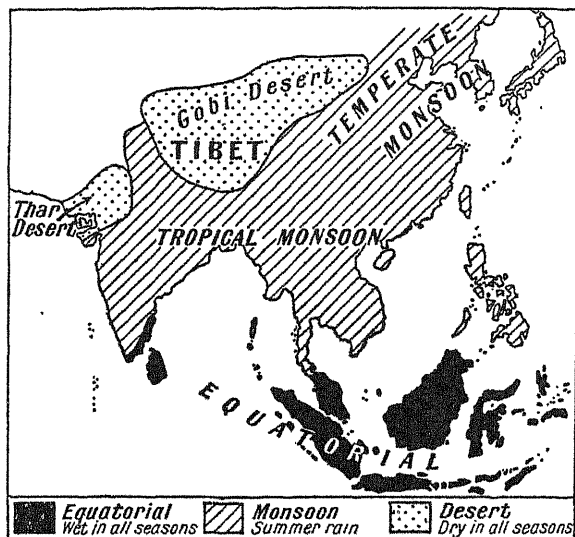 TEMPERATE
MONSOON
Gobi Desert
TIBET
Thar
Desert
TROPICAL MONSOON
EQUATORIAL
Equatorial
Wet in all seasons
Monsoon
Summer rain
Desert
Dry in all seasons